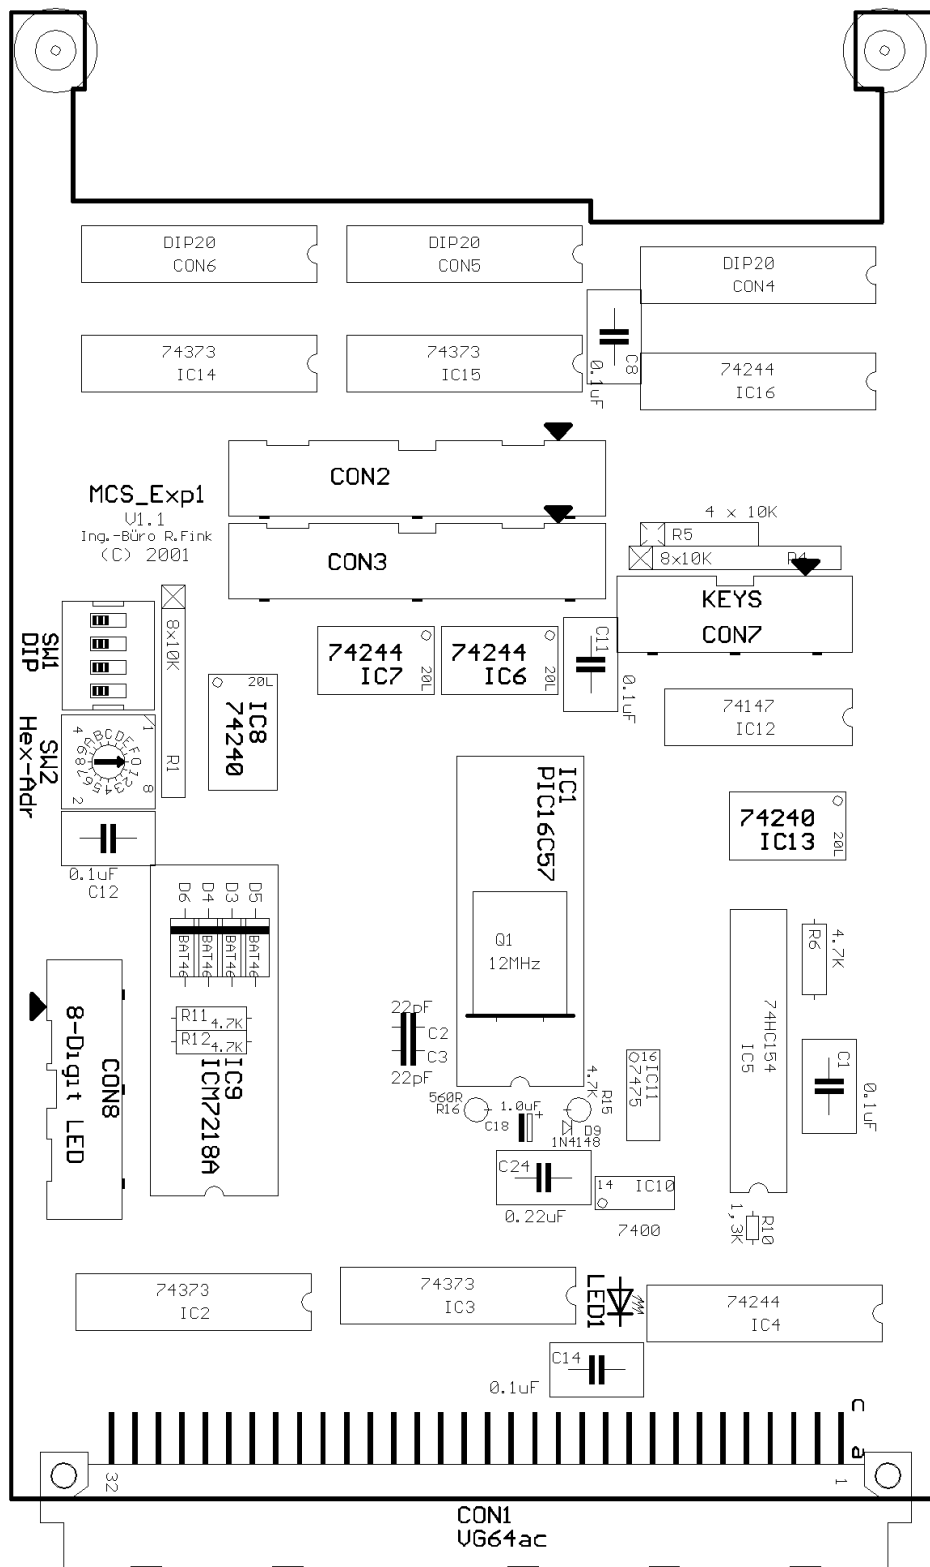 DIP20
CON6
DIP20
CON5
DIP20
CON4
74373
IC14
74373
IC15
C8
0.1uF
74244
IC16
CON2
MCS_Exp1
V1.1
Ing.-Büro R.Fink
(C) 2001
CON3
4 x 10K
R5
8x10K R4
KEYS
CON7
SW1
DIP
8x10K
R1
20L
IC8
74240
74244
IC7
20L
74244
IC6
20L
C11
0.1uF
74147
IC12
SW2
Hex-Adr
4
1
8
2
0123456789ABCDEF
0.1uF
C12
IC1
PIC16C57
74240
IC13
20L
D6
D4
D3
D5
BAT46
BAT46
BAT46
BAT46
Q1
12MHz
R6
4.7K
R11 4.7K
R12 4.7K
IC9
ICM7218A
8-Digit LED
CON8
22pF
C2
C3
22pF
74HC154
IC5
C1
0.1uF
16
IC11
7475
560R
R16
1.0uF
+
C18
4.7K
R15
D9
1N4148
C24
0.22uF
14 IC10
7400
1,3K
R10
74373
IC2
74373
IC3
LED1
74244
IC4
C14
0.1uF
c
a
32
1
CON1
VG64ac